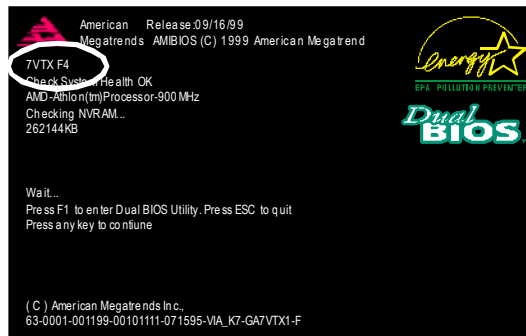 American Release:09/16/99
Megatrends AMIBIOS (C) 1999 American Megatrend
7VTX F4
Check System Health OK
AMD-Athlon(tm)Processor-900 MHz
Checking NVRAM...
262144KB
energy
EPA POLLUTION PREVENTER
Dual
BIOS
Wait...
Press F1 to enter Dual BIOS Utility. Press ESC to quit
Press any key to contiune
( C ) American Megatrends Inc.,
63-0001-001199-00101111-071595-VIA_K7-GA7VTX1-F